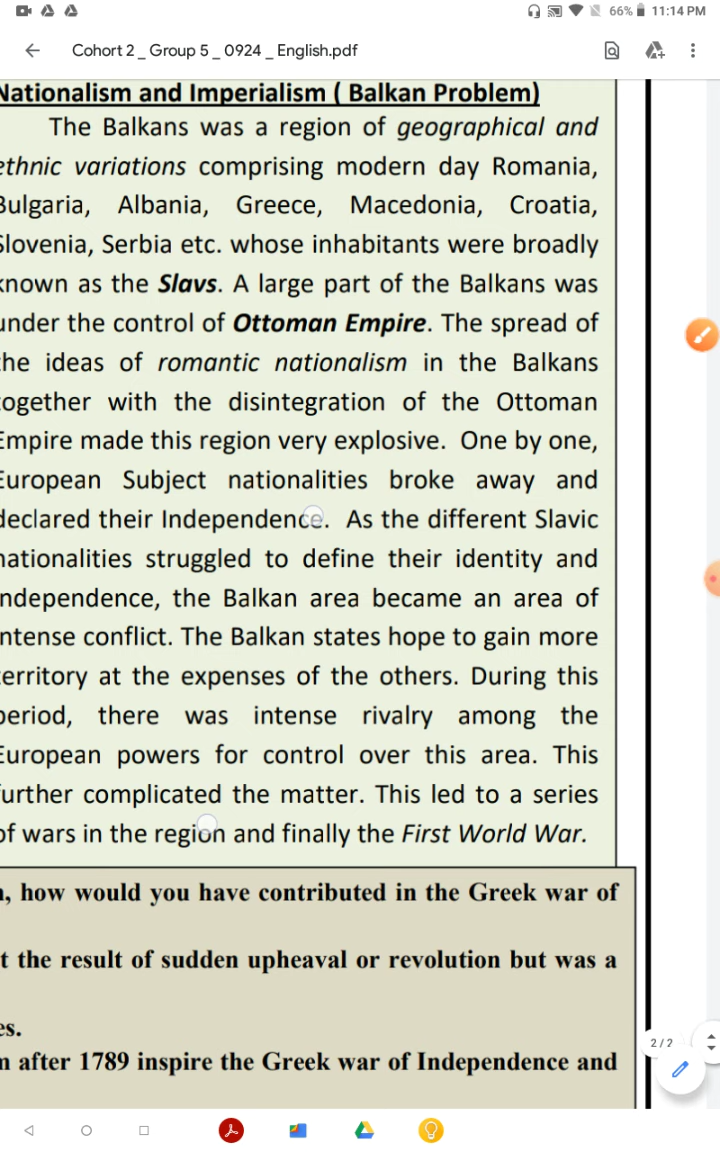 66% 11:14 PM
Cohort 2 _ Group 5 _ 0924 _ English.pdf
Nationalism and Imperialism ( Balkan Problem)
The Balkans was a region of geographical and
ethnic variations comprising modern day Romania,
Bulgaria, Albania, Greece, Macedonia, Croatia,
Slovenia, Serbia etc. whose inhabitants were broadly
known as the Slavs. A large part of the Balkans was
under the control of Ottoman Empire. The spread of
the ideas of romantic nationalism in the Balkans
together with the disintegration of the Ottoman
Empire made this region very explosive. One by one,
European Subject nationalities broke away and
declared their Independence. As the different Slavic
nationalities struggled to define their identity and
independence, the Balkan area became an area of
intense conflict. The Balkan states hope to gain more
territory at the expenses of the others. During this
period, there was intense rivalry among the
European powers for control over this area. This
further complicated the matter. This led to a series
of wars in the region and finally the First World War.
, how would you have contributed in the Greek war of
t the result of sudden upheaval or revolution but was a
es.
after 1789 inspire the Greek war of Independence and
2 / 2